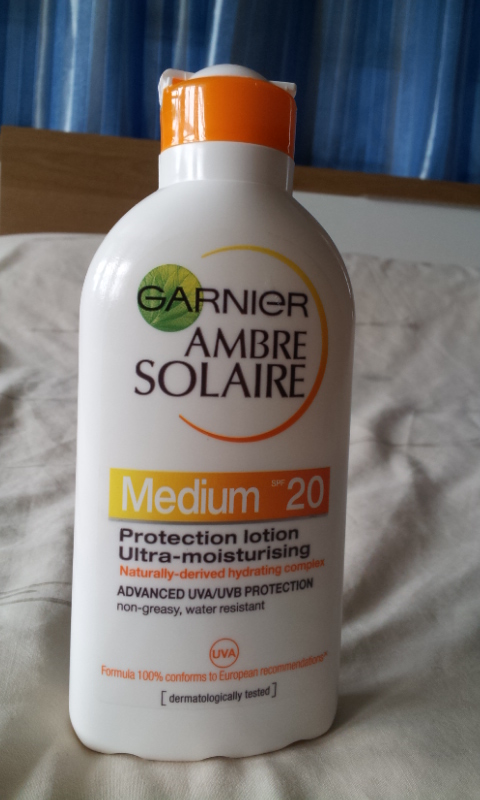 GARNIER
AMBRE
SOLAIRE
Medium SPF 20
Protection lotion
Ultra-moisturising
Naturally-derived hydrating complex
ADVANCED UVA/UVB PROTECTION
non-greasy, water resistant
UVA
Formula 100% conforms to European recommendations*
[ dermatologically tested ]